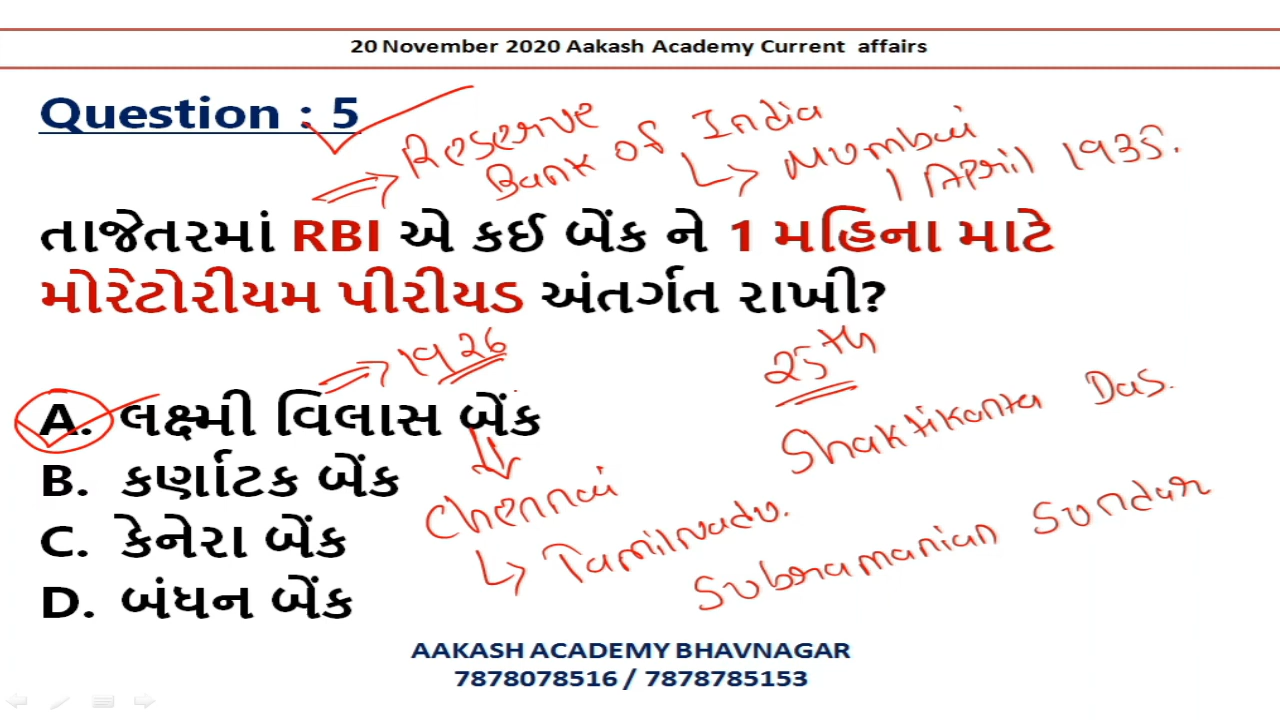 20 November 2020 Aakash Academy Current affairs
Question : 5
Reserve
Bank of India
Mumbai
1 April 1935.
તાજેતરમાં RBI એ કઈ બેંક ને 1 મહિના માટે
મોરેટોરીયમ પીરીયડ અંતર્ગત રાખી?
1926
25th
A. લક્ષ્મી વિલાસ બેંક
Shaktikanta Das.
B. કર્ણાટક બેંક
Chennai
C. કેનેરા બેંક
Tamilnadu.
Subramanian Sundar
D. બંધન બેંક
AAKASH ACADEMY BHAVNAGAR
7878078516 / 7878785153